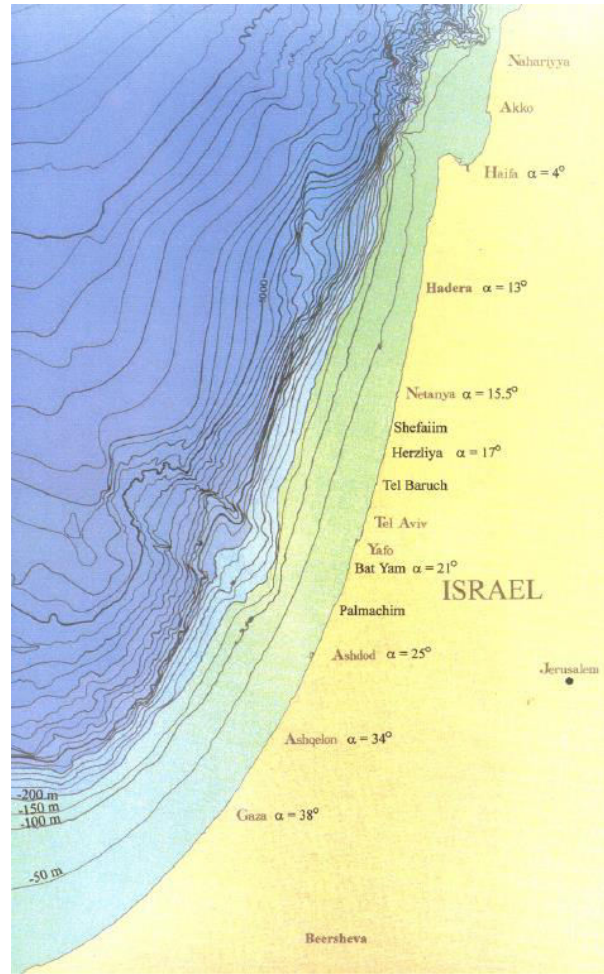 Nahariyya
Akko
Haifa α = 4°
1000
Hadera α = 13°
Netanya α = 15.5°
Shefaiim
Herzliya α = 17°
Tel Baruch
Tel Aviv
Yafo
Bat Yam α = 21°
ISRAEL
Palmachim
Ashdod α = 25°
Jerusalem
Ashqelon α = 34°
-200 m
-150 m
-100 m
Gaza α = 38°
-50 m
Beersheva